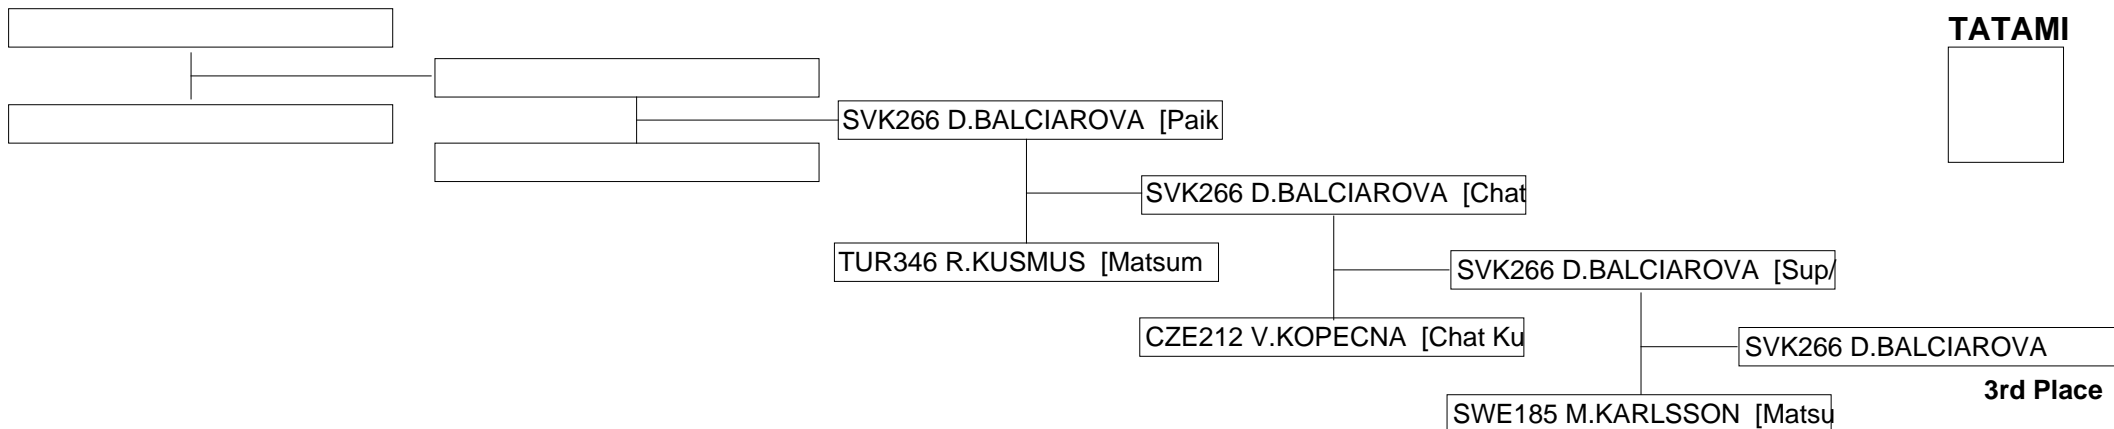 TATAMI
SVK266 D.BALCIAROVA [Paik
SVK266 D.BALCIAROVA [Chat
TUR346 R.KUSMUS [Matsum
SVK266 D.BALCIAROVA [Sup/
CZE212 V.KOPECNA [Chat Ku
SVK266 D.BALCIAROVA
3rd Place
SWE185 M.KARLSSON [Matsu